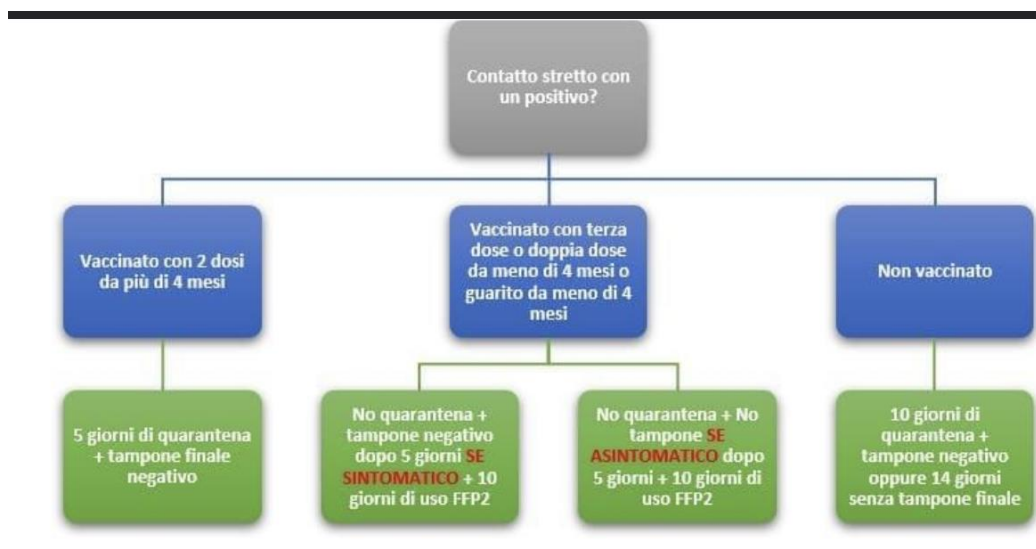 Contatto stretto con
un positivo?
Vaccinato con 2 dosi
da più di 4 mesi
Vaccinato con terza
dose o doppia dose
da meno di 4 mesi o
guarito da meno di 4
mesi
Non vaccinato
5 giorni di quarantena
+ tampone finale
negativo
No quarantena +
tampone negativo
dopo 5 giorni SE
SINTOMATICO + 10
giorni di uso FFP2
No quarantena + No
tampone SE
ASINTOMATICO dopo
5 giorni + 10 giorni di
uso FFP2
10 giorni di
quarantena +
tampone negativo
oppure 14 giorni
senza tampone finale